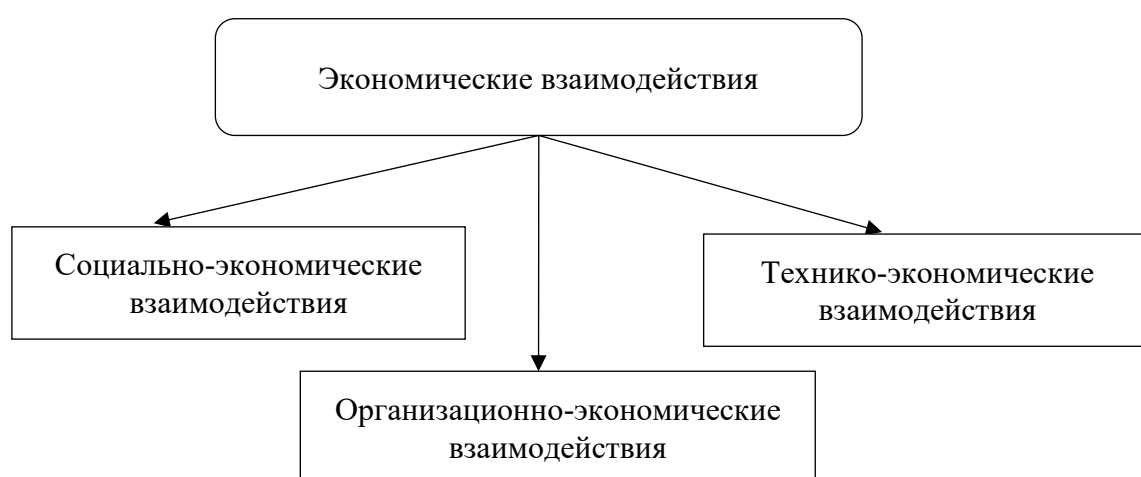 Экономические взаимодействия
Социально-экономические
взаимодействия
Технико-экономические
взаимодействия
Организационно-экономические
взаимодействия